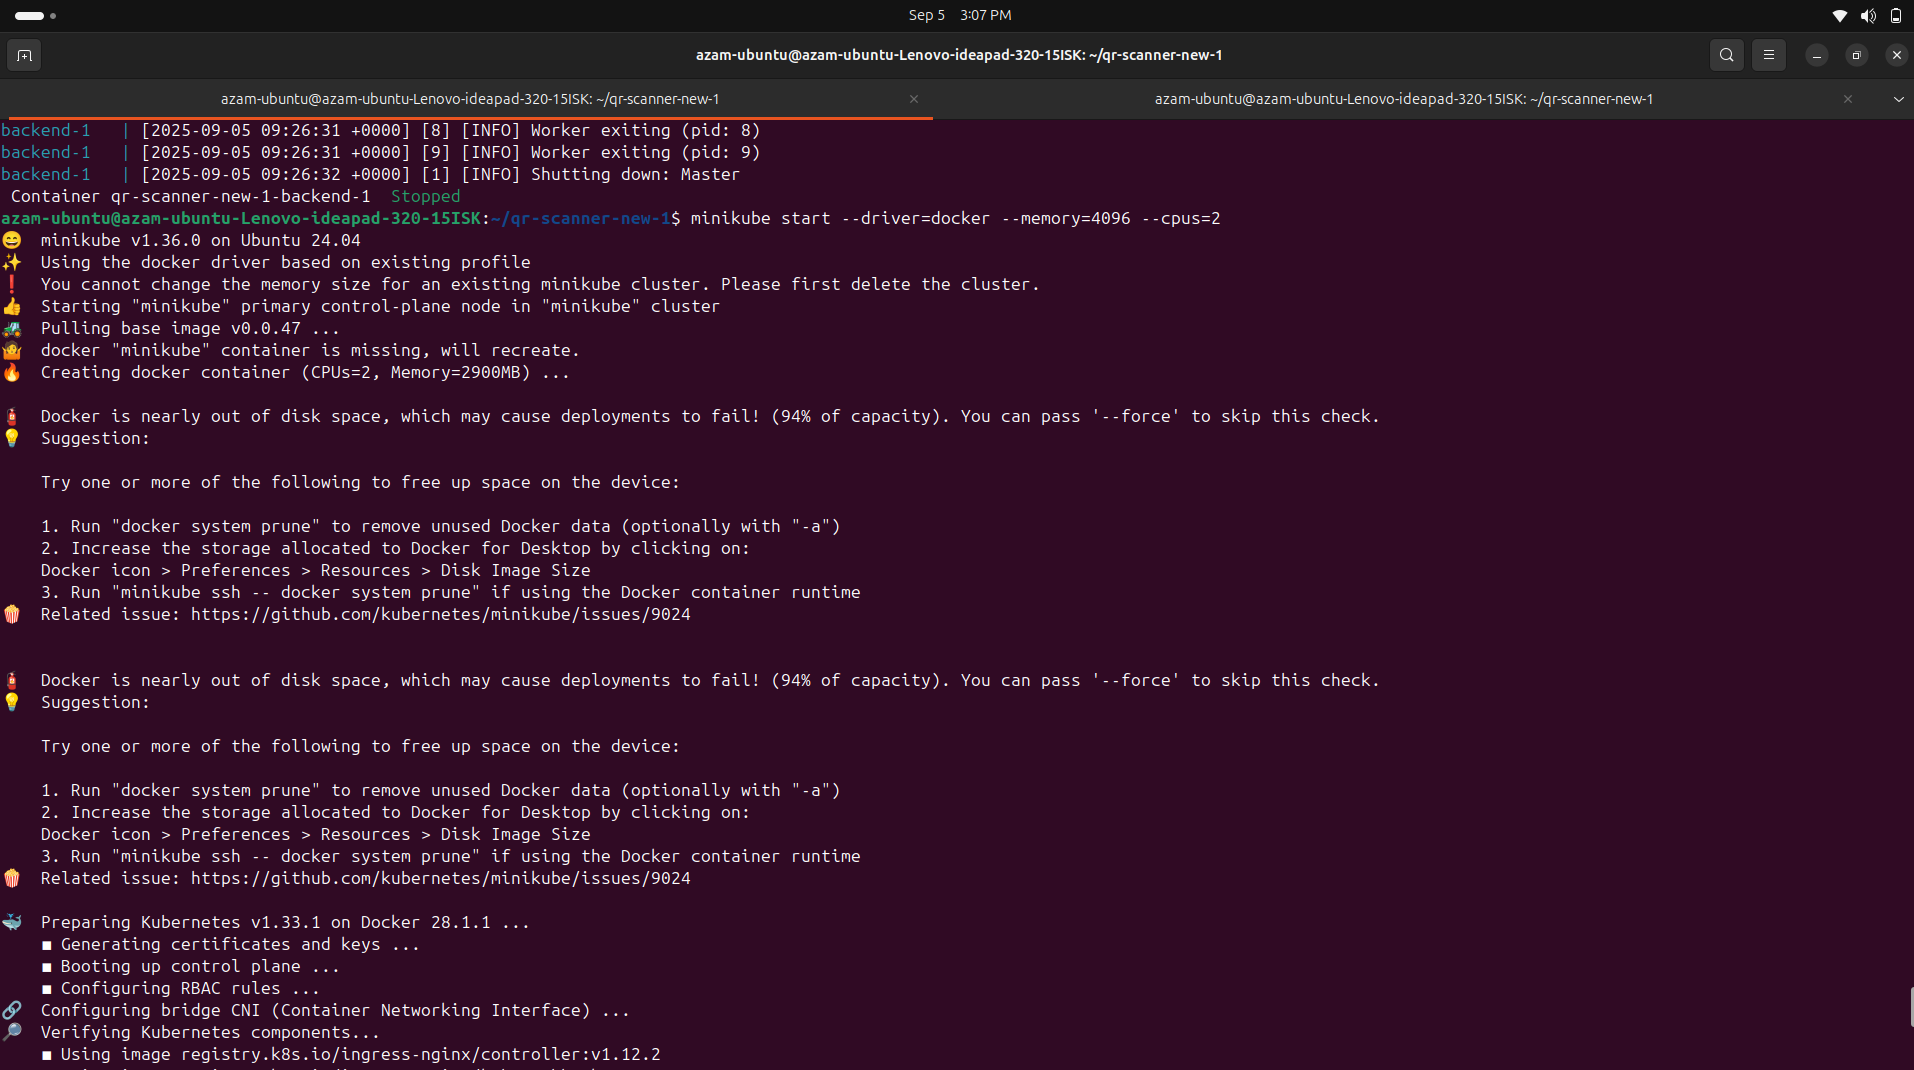 Sep 5 3:07 PM
azam-ubuntu@azam-ubuntu-Lenovo-ideapad-320-15ISK: ~/qr-scanner-new-1
azam-ubuntu@azam-ubuntu-Lenovo-ideapad-320-15ISK: ~/qr-scanner-new-1
azam-ubuntu@azam-ubuntu-Lenovo-ideapad-320-15ISK: ~/qr-scanner-new-1
backend-1 | [2025-09-05 09:26:31 +0000] [8] [INFO] Worker exiting (pid: 8)
backend-1 | [2025-09-05 09:26:31 +0000] [9] [INFO] Worker exiting (pid: 9)
backend-1 | [2025-09-05 09:26:32 +0000] [1] [INFO] Shutting down: Master
Container qr-scanner-new-1-backend-1 Stopped
azam-ubuntu@azam-ubuntu-Lenovo-ideapad-320-15ISK:~/qr-scanner-new-1$ minikube start --driver=docker --memory=4096 --cpus=2
minikube v1.36.0 on Ubuntu 24.04
Using the docker driver based on existing profile
You cannot change the memory size for an existing minikube cluster. Please first delete the cluster.
Starting "minikube" primary control-plane node in "minikube" cluster
Pulling base image v0.0.47 ...
docker "minikube" container is missing, will recreate.
Creating docker container (CPUs=2, Memory=2900MB) ...
Docker is nearly out of disk space, which may cause deployments to fail! (94% of capacity). You can pass '--force' to skip this check.
Suggestion:
Try one or more of the following to free up space on the device:
1. Run "docker system prune" to remove unused Docker data (optionally with "-a")
2. Increase the storage allocated to Docker for Desktop by clicking on:
Docker icon > Preferences > Resources > Disk Image Size
3. Run "minikube ssh -- docker system prune" if using the Docker container runtime
Related issue: https://github.com/kubernetes/minikube/issues/9024
Docker is nearly out of disk space, which may cause deployments to fail! (94% of capacity). You can pass '--force' to skip this check.
Suggestion:
Try one or more of the following to free up space on the device:
1. Run "docker system prune" to remove unused Docker data (optionally with "-a")
2. Increase the storage allocated to Docker for Desktop by clicking on:
Docker icon > Preferences > Resources > Disk Image Size
3. Run "minikube ssh -- docker system prune" if using the Docker container runtime
Related issue: https://github.com/kubernetes/minikube/issues/9024
Preparing Kubernetes v1.33.1 on Docker 28.1.1 ...
■ Generating certificates and keys ...
■ Booting up control plane ...
■ Configuring RBAC rules ...
Configuring bridge CNI (Container Networking Interface) ...
Verifying Kubernetes components...
■ Using image registry.k8s.io/ingress-nginx/controller:v1.12.2